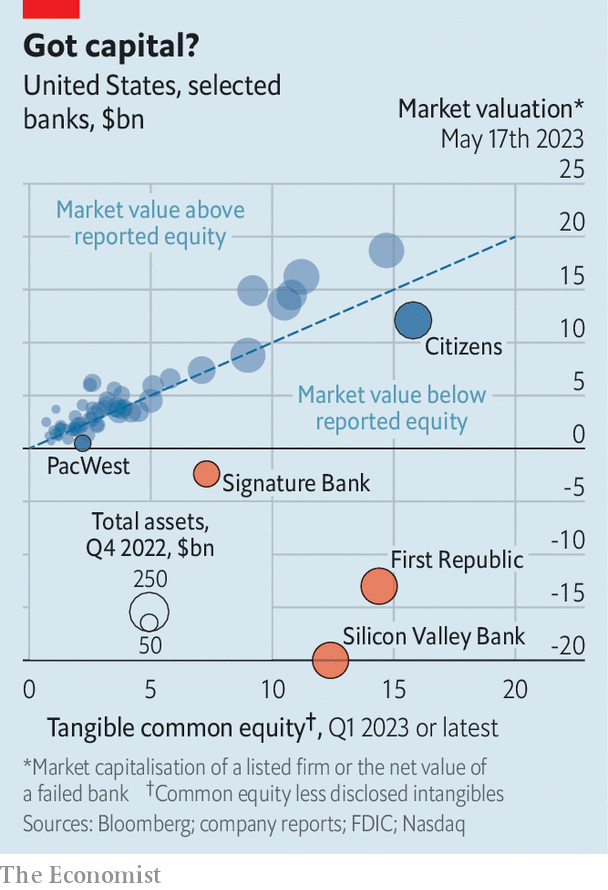 Got capital?
United States, selected
banks, $bn
Market valuation*
May 17th 2023
25
Market value above
reported equity
20
15
10
Citizens
5
Market value below
reported equity
0
PacWest
Signature Bank
-5
Total assets,
Q4 2022, $bn
-10
First Republic
250
-15
50
Silicon Valley Bank
-20
0 5 10 15 20
Tangible common equity†, Q1 2023 or latest
*Market capitalisation of a listed firm or the net value of
a failed bank †Common equity less disclosed intangibles
Sources: Bloomberg; company reports; FDIC; Nasdaq
The Economist